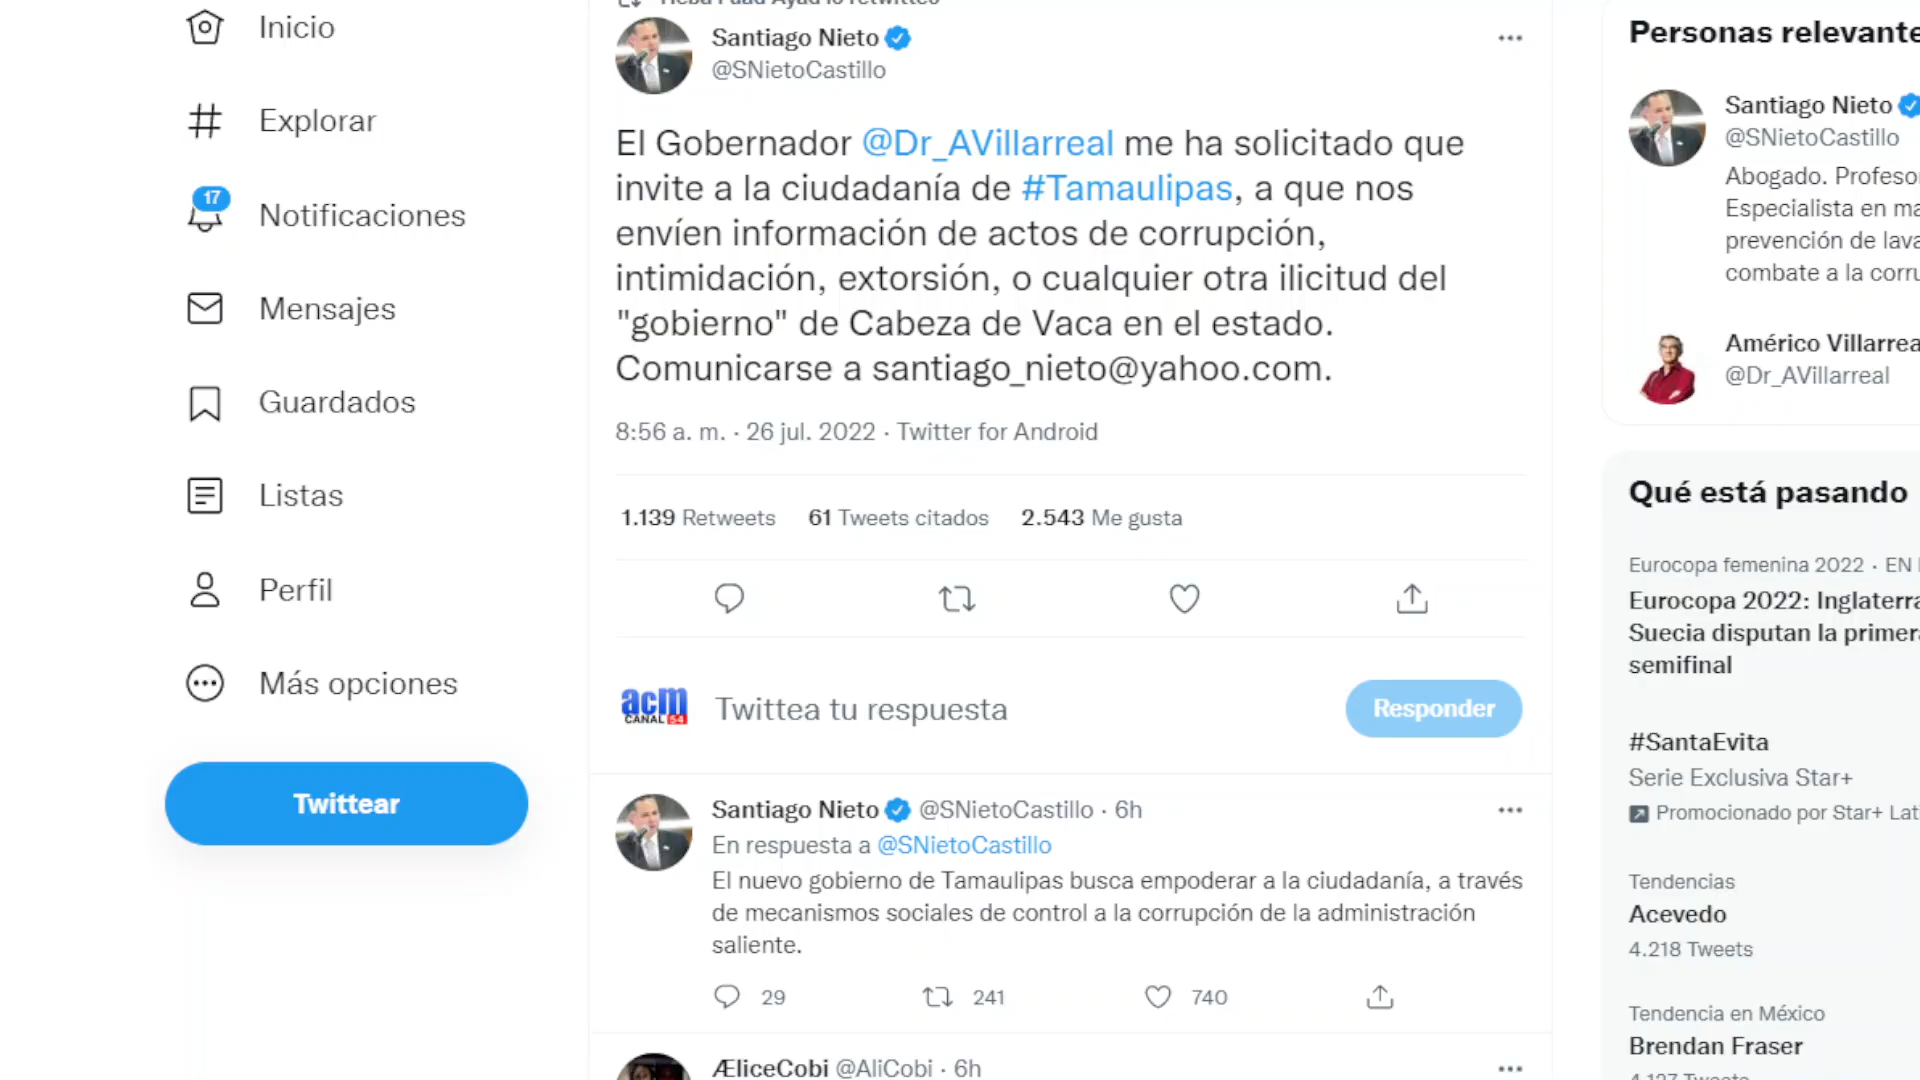 Inicio
Explorar
17
Notificaciones
Mensajes
Guardados
Listas
Perfil
Más opciones
Twittear
Santiago Nieto
@SNietoCastillo
El Gobernador @Dr_AVillarreal me ha solicitado que
invite a la ciudadanía de #Tamaulipas, a que nos
envíen información de actos de corrupción,
intimidación, extorsión, o cualquier otra ilicitud del
"gobierno" de Cabeza de Vaca en el estado.
Comunicarse a santiago_nieto@yahoo.com.
8:56 a. m. · 26 jul. 2022 · Twitter for Android
1.139 Retweets 61 Tweets citados 2.543 Me gusta
acm
CANAL 54
Twittea tu respuesta
Responder
Santiago Nieto @SNietoCastillo · 6h
En respuesta a @SNietoCastillo
El nuevo gobierno de Tamaulipas busca empoderar a la ciudadanía, a través
de mecanismos sociales de control a la corrupción de la administración
saliente.
29 241 740
ÆliceCobi @AliCobi · 6h
Personas relevante
Santiago Nieto
@SNietoCastillo
Abogado. Profeso
Especialista en ma
prevención de lava
combate a la corru
Américo Villarrea
@Dr_AVillarreal
Qué está pasando
Eurocopa femenina 2022 · EN
Eurocopa 2022: Inglaterra
Suecia disputan la primera
semifinal
#SantaEvita
Serie Exclusiva Star+
Promocionado por Star+ Lat
Tendencias
Acevedo
4.218 Tweets
Tendencia en México
Brendan Fraser